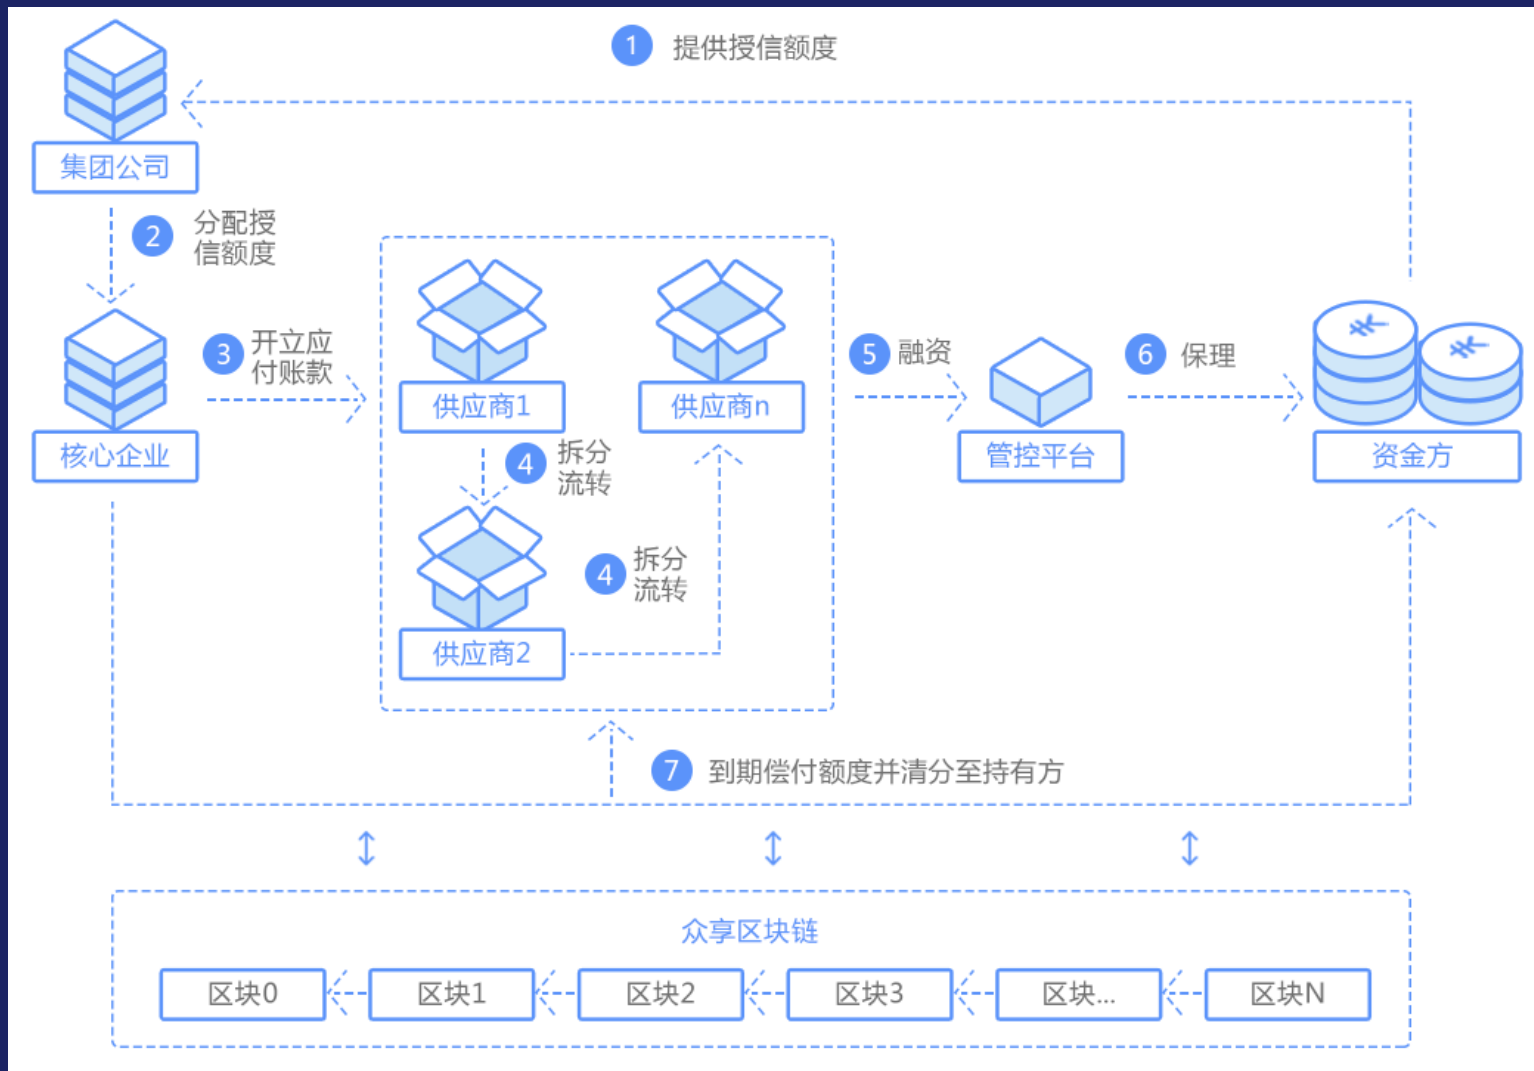 1 提供授信额度
集团公司
2 分配授
信额度
核心企业
3 开立应
付账款
供应商1
供应商n
4 拆分
流转
供应商2
4 拆分
流转
5 融资
管控平台
6 保理
资金方
7 到期偿付额度并清分至持有方
众享区块链
区块0 区块1 区块2 区块3 区块... 区块N